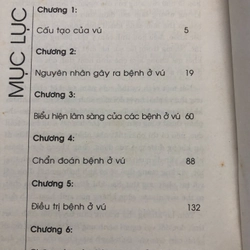 MỤC LỤC
Chương 1:
Cấu tạo của vú 5
Chương 2:
Nguyên nhân gây ra bệnh ở vú 19
Chương 3:
Biểu hiện lâm sàng của các bệnh ở vú 60
Chương 4:
Chẩn đoán bệnh ở vú 88
Chương 5:
Điều trị bệnh ở vú 132
Chương 6: